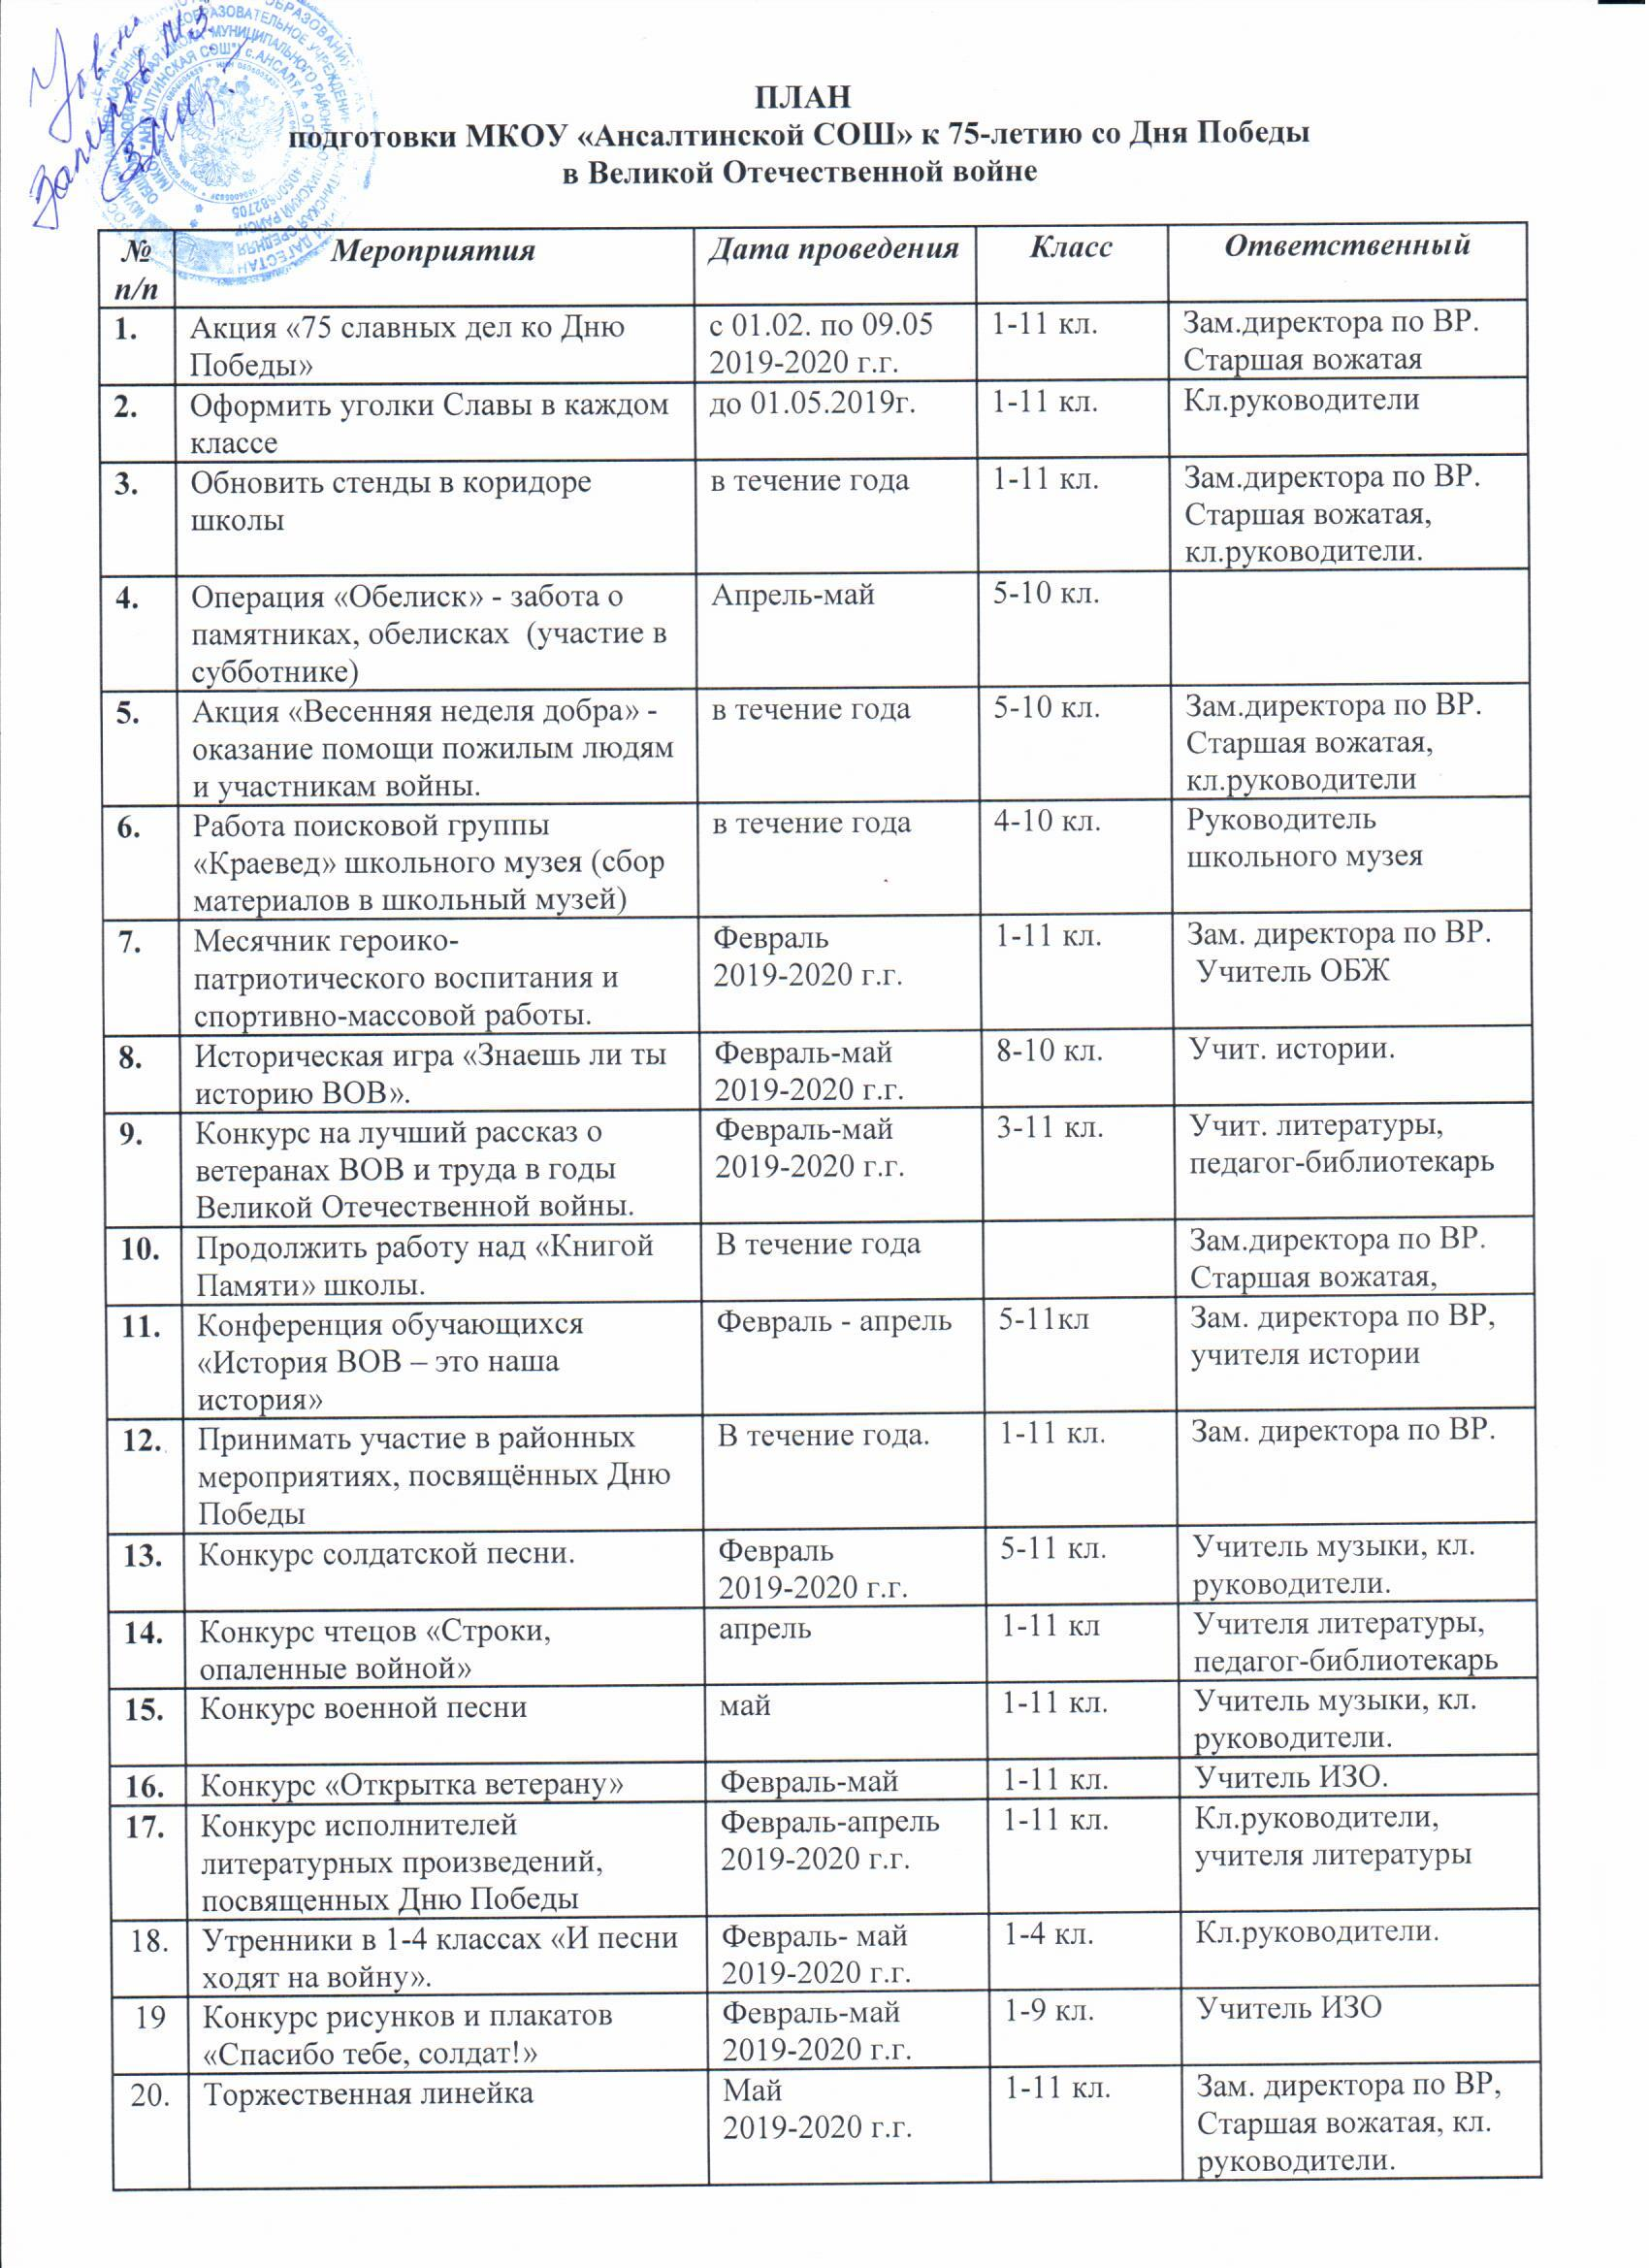 ПЛАН
подготовки МКОУ «Ансалтинской СОШ» к 75-летию со Дня Победы
в Великой Отечественной войне
№ п/п Мероприятия Дата проведения Класс Ответственный
1. Акция «75 славных дел ко Дню с 01.02. по 09.05 1-11 кл. Зам.директора по ВР.
Победы» 2019-2020 г.г. Старшая вожатая
2. Оформить уголки Славы в каждом до 01.05.2019г. 1-11 кл. Кл.руководители
классе
3. Обновить стенды в коридоре в течение года 1-11 кл. Зам.директора по ВР.
школы Старшая вожатая,
кл.руководители.
4. Операция «Обелиск» - забота о Апрель-май 5-10 кл.
памятниках, обелисках (участие в
субботнике)
5. Акция «Весенняя неделя добра» - в течение года 5-10 кл. Зам.директора по ВР.
оказание помощи пожилым людям Старшая вожатая,
и участникам войны. кл.руководители
6. Работа поисковой группы в течение года 4-10 кл. Руководитель
«Краевед» школьного музея (сбор школьного музея
материалов в школьный музей)
7. Месячник героико- Февраль 1-11 кл. Зам. директора по ВР.
патриотического воспитания и 2019-2020 г.г. Учитель ОБЖ
спортивно-массовой работы.
8. Историческая игра «Знаешь ли ты Февраль-май 8-10 кл. Учит. истории.
историю ВОВ». 2019-2020 г.г.
9. Конкурс на лучший рассказ о Февраль-май 3-11 кл. Учит. литературы,
ветеранах ВОВ и труда в годы 2019-2020 г.г. педагог-библиотекарь
Великой Отечественной войны.
10. Продолжить работу над «Книгой В течение года Зам.директора по ВР.
Памяти» школы. Старшая вожатая,
11. Конференция обучающихся Февраль - апрель 5-11кл Зам. директора по ВР,
«История ВОВ – это наша учителя истории
история»
12. Принимать участие в районных В течение года. 1-11 кл. Зам. директора по ВР.
мероприятиях, посвящённых Дню
Победы
13. Конкурс солдатской песни. Февраль 5-11 кл. Учитель музыки, кл.
2019-2020 г.г. руководители.
14. Конкурс чтецов «Строки, апрель 1-11 кл Учителя литературы,
опаленные войной» педагог-библиотекарь
15. Конкурс военной песни май 1-11 кл. Учитель музыки, кл.
руководители.
16. Конкурс «Открытка ветерану» Февраль-май 1-11 кл. Учитель ИЗО.
17. Конкурс исполнителей Февраль-апрель 1-11 кл. Кл.руководители,
литературных произведений, 2019-2020 г.г. учителя литературы
посвященных Дню Победы
18. Утренники в 1-4 классах «И песни Февраль- май 1-4 кл. Кл.руководители.
ходят на войну». 2019-2020 г.г.
19 Конкурс рисунков и плакатов Февраль-май 1-9 кл. Учитель ИЗО
«Спасибо тебе, солдат!» 2019-2020 г.г.
20. Торжественная линейка Май 1-11 кл. Зам. директора по ВР,
2019-2020 г.г. Старшая вожатая, кл.
руководители.